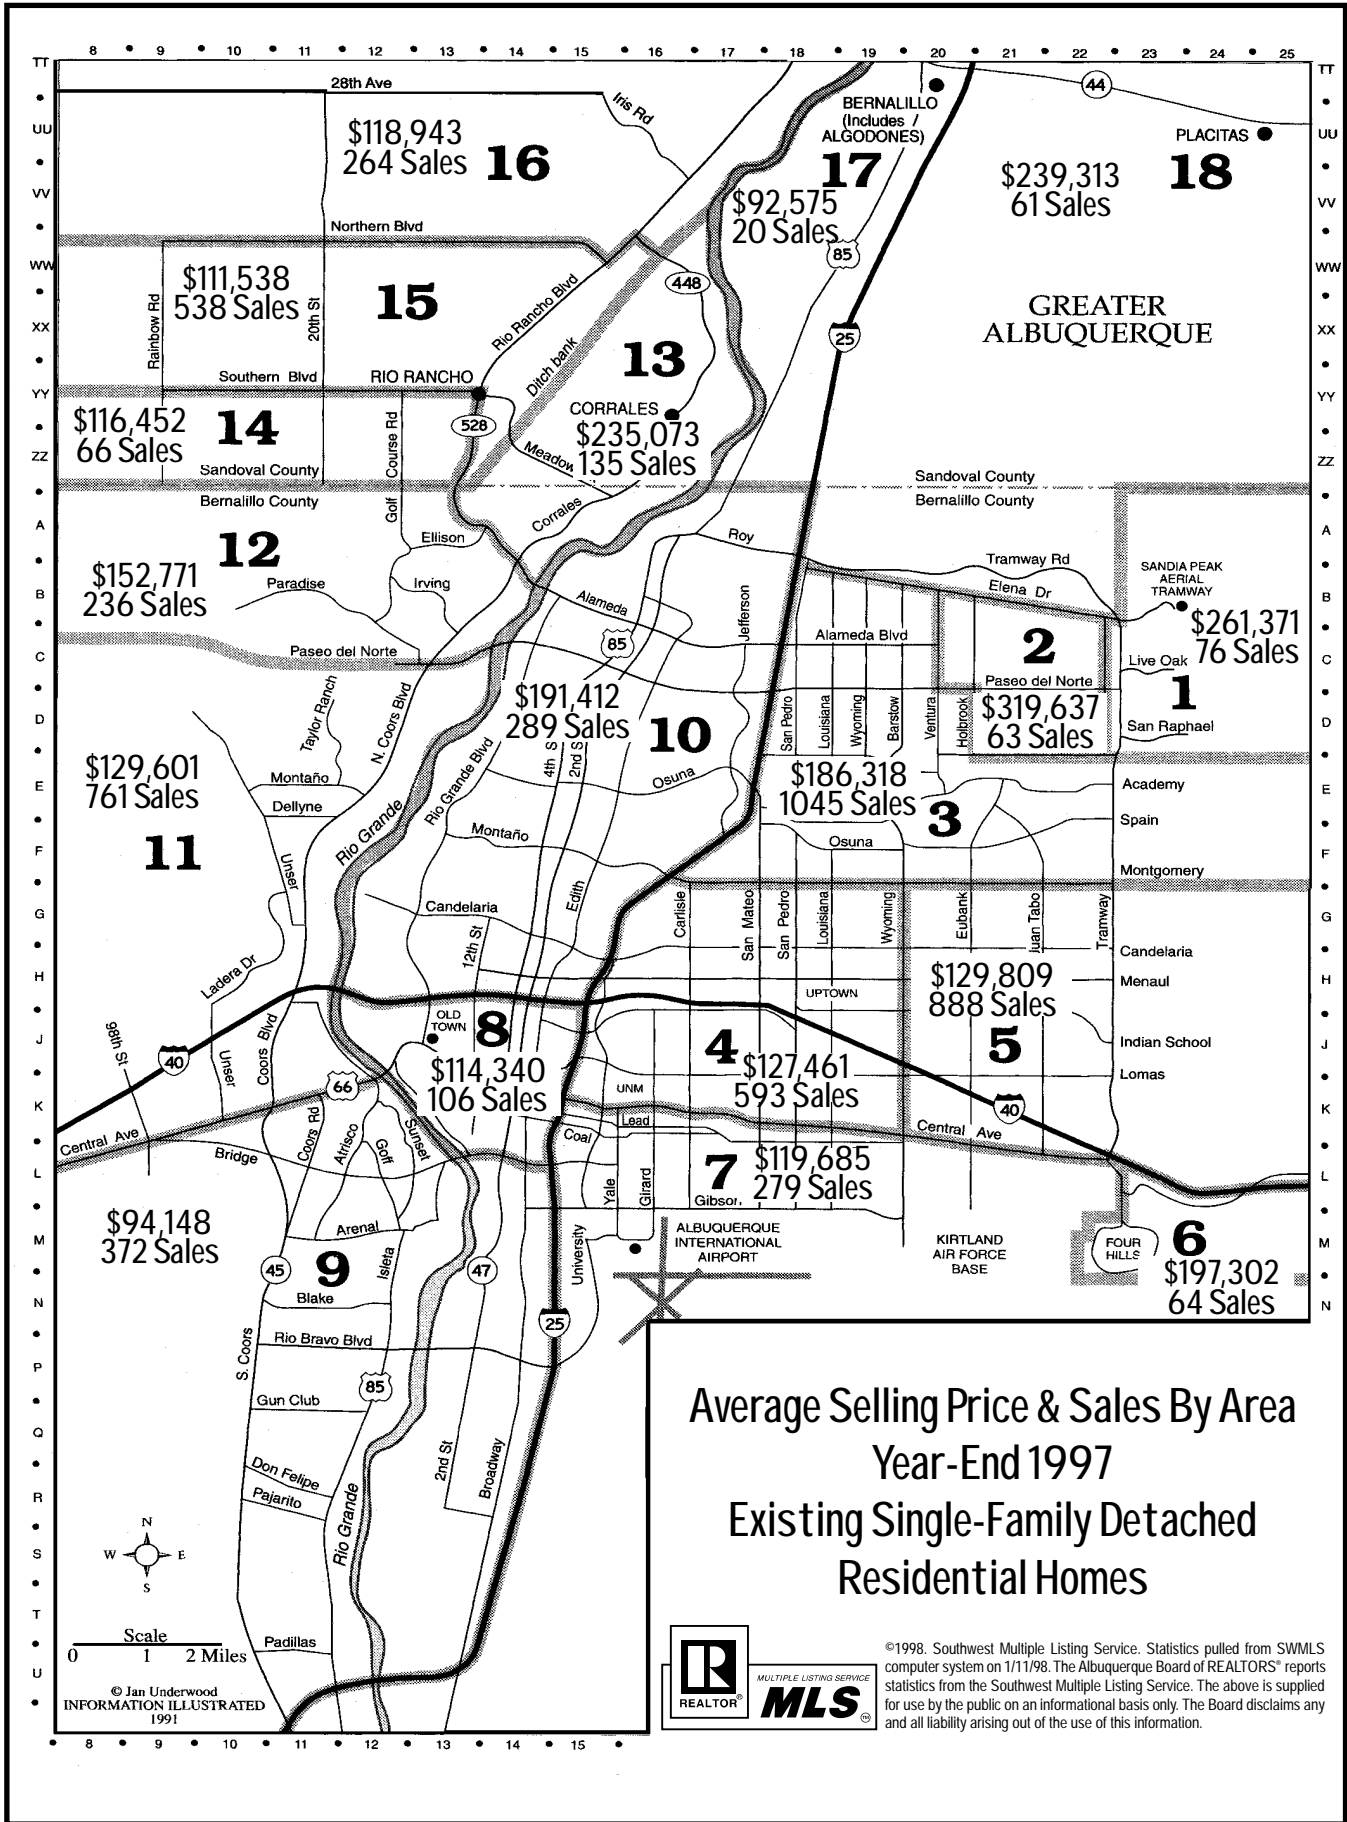 8 • 9 • 10 • 11 • 12 • 13 • 14 • 15 • 16 • 17 • 18 • 19 • 20 • 21 • 22 • 23 • 24 • 25
TT
UU
VV
WW
XX
YY
ZZ
A
B
C
D
E
F
G
H
J
K
L
M
N
P
Q
R
S
T
U
TT
UU
VV
WW
XX
YY
ZZ
A
B
C
D
E
F
G
H
J
K
L
M
N
28th Ave
Iris Rd
$118,943
264 Sales
16
BERNALILLO
(Includes /
ALGODONES)
17
$92,575
20 Sales
85
44
PLACITAS
18
$239,313
61 Sales
Northern Blvd
$111,538
538 Sales
15
Rainbow Rd
20th St
Rio Rancho Blvd
Ditch bank
448
13
25
GREATER
ALBUQUERQUE
Southern Blvd
RIO RANCHO
CORRALES
$235,073
135 Sales
$116,452
66 Sales
14
Golf Course Rd
528
Meadow
Sandoval County
Bernalillo County
Sandoval County
Bernalillo County
12
$152,771
236 Sales
Ellison
Corrales
Paradise
Irving
Roy
Tramway Rd
Elena Dr
SANDIA PEAK
AERIAL
TRAMWAY
$261,371
76 Sales
1
Live Oak
San Raphael
Alameda
85
Jefferson
Alameda Blvd
2
Paseo del Norte
$319,637
63 Sales
Paseo del Norte
Taylor Ranch
N. Coors Blvd
$191,412
289 Sales
10
4th S
2nd S
San Pedro
Louisiana
Wyoming
Barstow
Ventura
Holbrook
$129,601
761 Sales
11
Montaño
Dellyne
Unser
Rio Grande
Rio Grande Blvd
Osuna
Montaño
Edith
$186,318
1045 Sales
3
Osuna
Academy
Spain
Montgomery
Candelaria
12th St
Carlisle
San Mateo
San Pedro
Louisiana
Wyoming
Eubank
Juan Tabo
Tramway
Candelaria
Menaul
Indian School
Lomas
Ladera Dr
98th St
40
Unser
Coors Blvd
66
OLD
TOWN
8
$114,340
106 Sales
UPTOWN
4
$127,461
593 Sales
$129,809
888 Sales
5
40
UNM
Lead
Coal
Central Ave
Central Ave
Bridge
Coors Rd
Atrisco
Goff
Sunset
Yale
Girard
7
$119,685
279 Sales
Gibson
$94,148
372 Sales
Arenal
9
45
Isleta
47
University
Blake
Rio Bravo Blvd
25
ALBUQUERQUE
INTERNATIONAL
AIRPORT
KIRTLAND
AIR FORCE
BASE
FOUR
HILLS
6
$197,302
64 Sales
S. Coors
85
Gun Club
Don Felipe
Pajarito
Rio Grande
2nd St
Broadway
Padillas
N
W E
S
Scale
0 1 2 Miles
© Jan Underwood
INFORMATION ILLUSTRATED
1991
Average Selling Price & Sales By Area
Year-End 1997
Existing Single-Family Detached
Residential Homes
REALTOR®
MULTIPLE LISTING SERVICE
MLS TM
©1998. Southwest Multiple Listing Service. Statistics pulled from SWMLS
computer system on 1/11/98. The Albuquerque Board of REALTORS® reports
statistics from the Southwest Multiple Listing Service. The above is supplied
for use by the public on an informational basis only. The Board disclaims any
and all liability arising out of the use of this information.
8 • 9 • 10 • 11 • 12 • 13 • 14 • 15 •